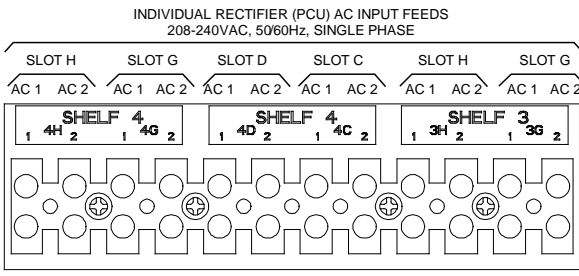 INDIVIDUAL RECTIFIER (PCU) AC INPUT FEEDS
208-240VAC, 50/60Hz, SINGLE PHASE
SLOT H SLOT G SLOT D SLOT C SLOT H SLOT G
AC 1 AC 2 AC 1 AC 2 AC 1 AC 2 AC 1 AC 2 AC 1 AC 2 AC 1 AC 2
SHELF 4 SHELF 4 SHELF 3
1 4H 2 1 4G 2 1 4D 2 1 4C 2 1 3H 2 1 3G 2